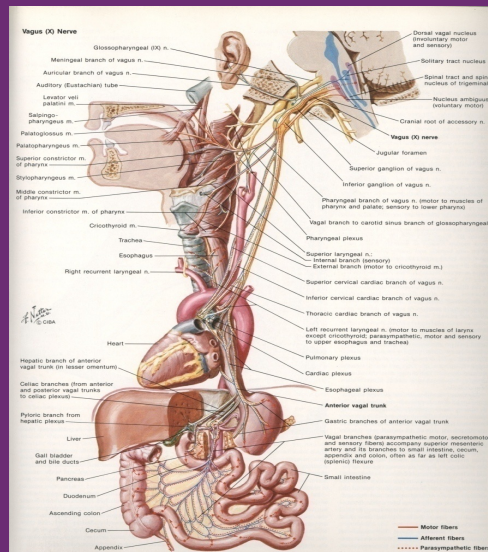 Vagus (X) Nerve
Glossopharyngeal (IX) n.
Meningeal branch of vagus n.
Auricular branch of vagus n.
Auditory (Eustachian) tube
Levator veli
palatini m.
Salpingo-
pharyngeus m.
Palatoglossus m.
Palatopharyngeus m.
Superior constrictor m.
of pharynx
Stylopharyngeus m.
Middle constrictor m.
of pharynx
Inferior constrictor m. of pharynx
Cricothyroid m.
Trachea
Esophagus
Right recurrent laryngeal n.
© CIBA
Heart
Hepatic branch of anterior
vagal trunk (in lesser omentum)
Celiac branches (from anterior
and posterior vagal trunks
to celiac plexus)
Pyloric branch from
hepatic plexus
Liver
Gall bladder
and bile ducts
Pancreas
Duodenum
Ascending colon
Cecum
Appendix
Dorsal vagal nucleus
(involuntary motor
and sensory)
Solitary tract nucleus
Spinal tract and spin
nucleus of trigeminal
Nucleus ambiguus
(voluntary motor)
Cranial root of accessory n.
Vagus (X) nerve
Jugular foramen
Superior ganglion of vagus n.
Inferior ganglion of vagus n.
Pharyngeal branch of vagus n. (motor to muscles of
pharynx and palate; sensory to lower pharynx)
Vagal branch to carotid sinus branch of glossopharyngeal
Pharyngeal plexus
Superior laryngeal n.:
Internal branch (sensory)
External branch (motor to cricothyroid m.)
Superior cervical cardiac branch of vagus n.
Inferior cervical cardiac branch of vagus n.
Thoracic cardiac branch of vagus n.
Left recurrent laryngeal n. (motor to muscles of larynx
except cricothyroid; parasympathetic, motor and sensory
to upper esophagus and trachea)
Pulmonary plexus
Cardiac plexus
Esophageal plexus
Anterior vagal trunk
Gastric branches of anterior vagal trunk
Vagal branches (parasympathetic motor, secretomoto
and sensory fibers) accompany superior mesenteric
artery and its branches to small intestine, cecum,
appendix and colon, often as far as left colic
(splenic) flexure
Small intestine
Motor fibers
Afferent fibers
Parasympathetic fibers